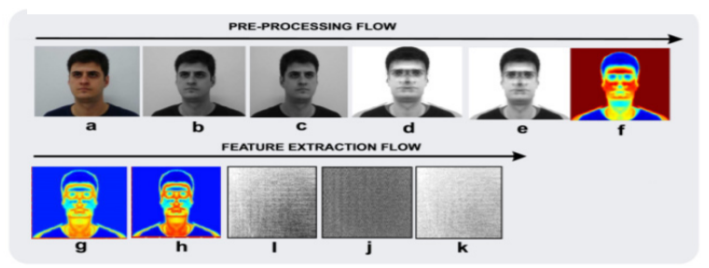 PRE-PROCESSING FLOW
a b c d e f
FEATURE EXTRACTION FLOW
g h I j k